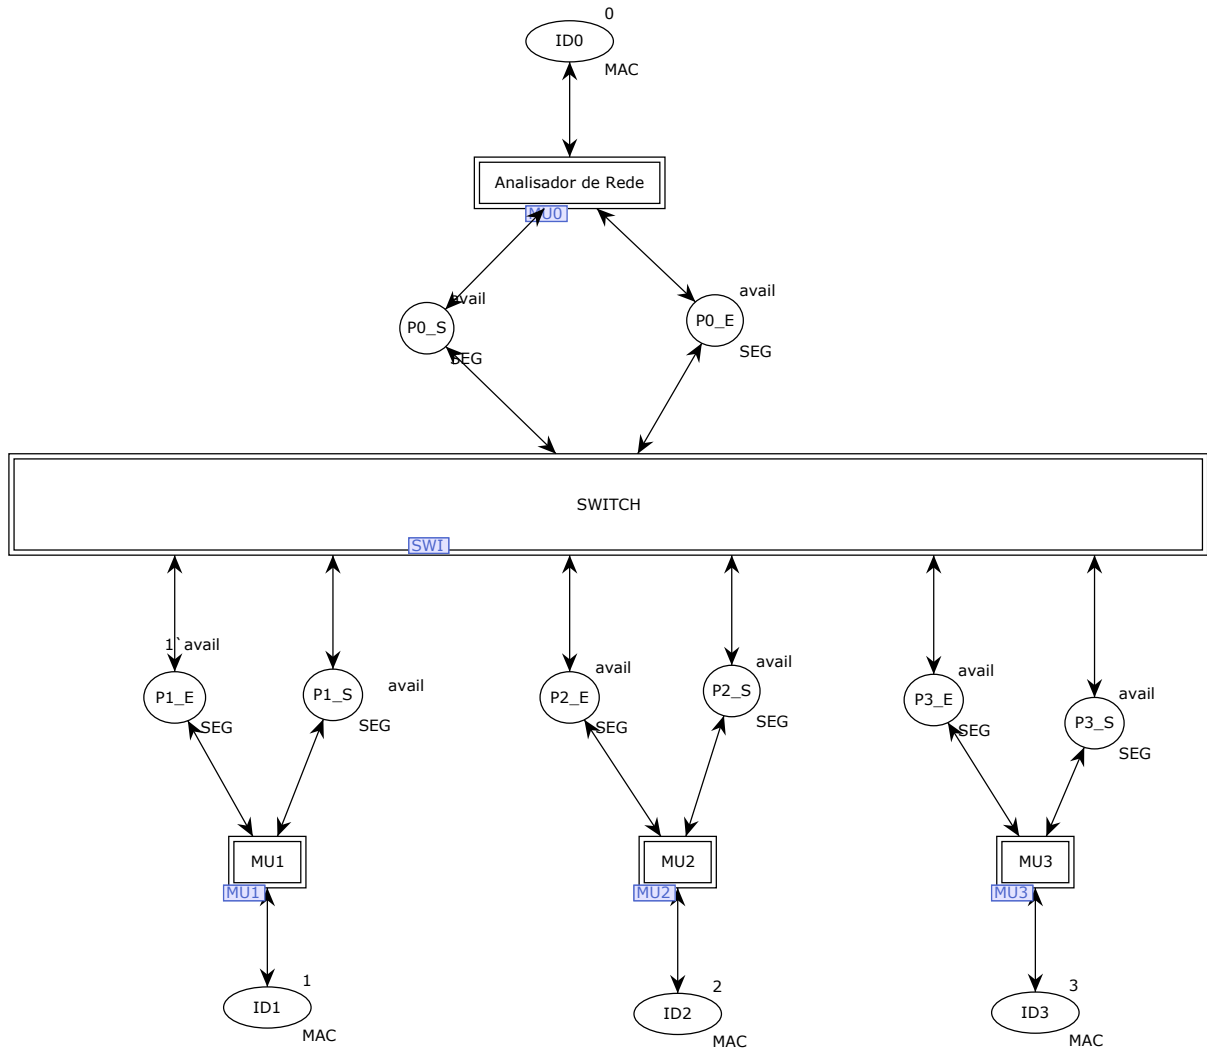 0
ID0
MAC
Analisador de Rede
MU0
avail
P0_S
SEG
avail
P0_E
SEG
SWITCH
SWI
1`avail
P1_E
SEG
avail
P1_S
SEG
avail
P2_E
SEG
avail
P2_S
SEG
avail
P3_E
SEG
avail
P3_S
SEG
MU1
MU1
MU2
MU2
MU3
MU3
1
ID1
MAC
2
ID2
MAC
3
ID3
MAC